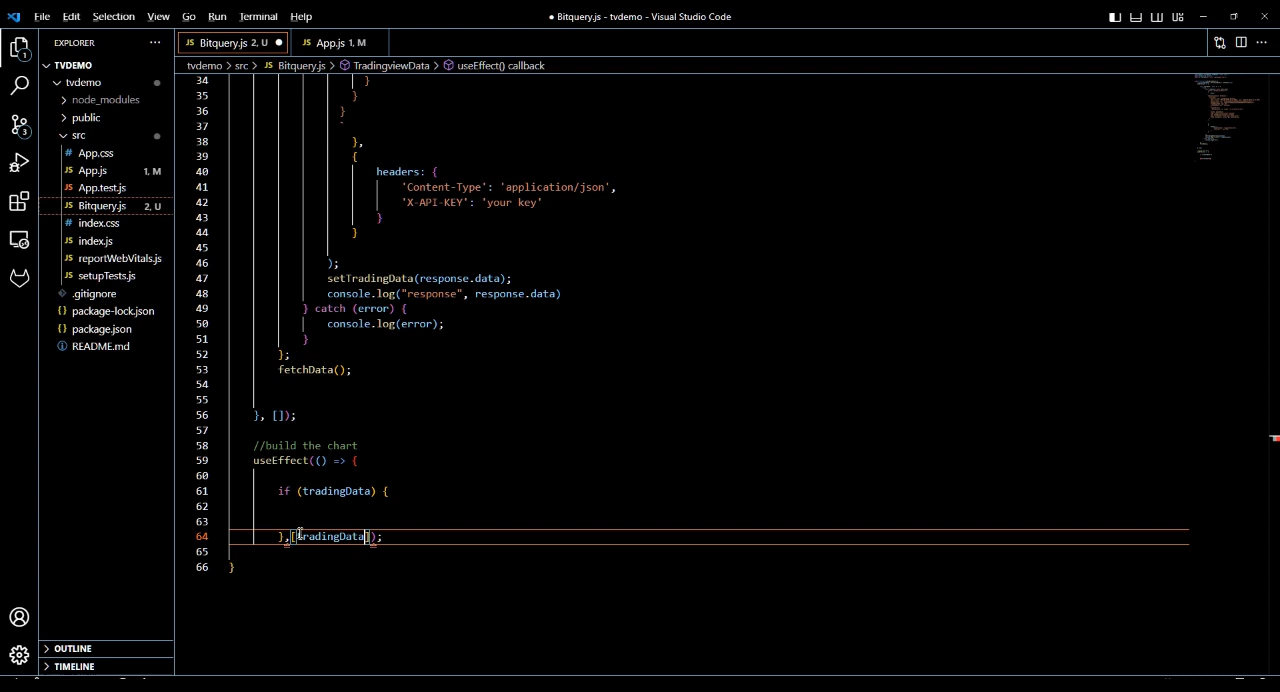 File Edit Selection View Go Run Terminal Help
● Bitquery.js - tvdemo - Visual Studio Code
EXPLORER
TVDEMO
tvdemo
node_modules
public
src
App.css
App.js 1, M
App.test.js
Bitquery.js 2, U
index.css
index.js
reportWebVitals.js
setupTests.js
.gitignore
package-lock.json
package.json
README.md
OUTLINE
TIMELINE
JS Bitquery.js 2, U ●
JS App.js 1, M
tvdemo > src > JS Bitquery.js > TradingviewData > useEffect() callback
34 }
35 }
36 }
37 `
38 },
39 {
40 headers: {
41 'Content-Type': 'application/json',
42 'X-API-KEY': 'your key'
43 }
44 }
45
46 );
47 setTradingData(response.data);
48 console.log("response", response.data)
49 } catch (error) {
50 console.log(error);
51 }
52 };
53 fetchData();
54
55
56 }, []);
57
58 //build the chart
59 useEffect(() => {
60
61 if (tradingData) {
62
63
64 },[tradingData]);
65
66 }